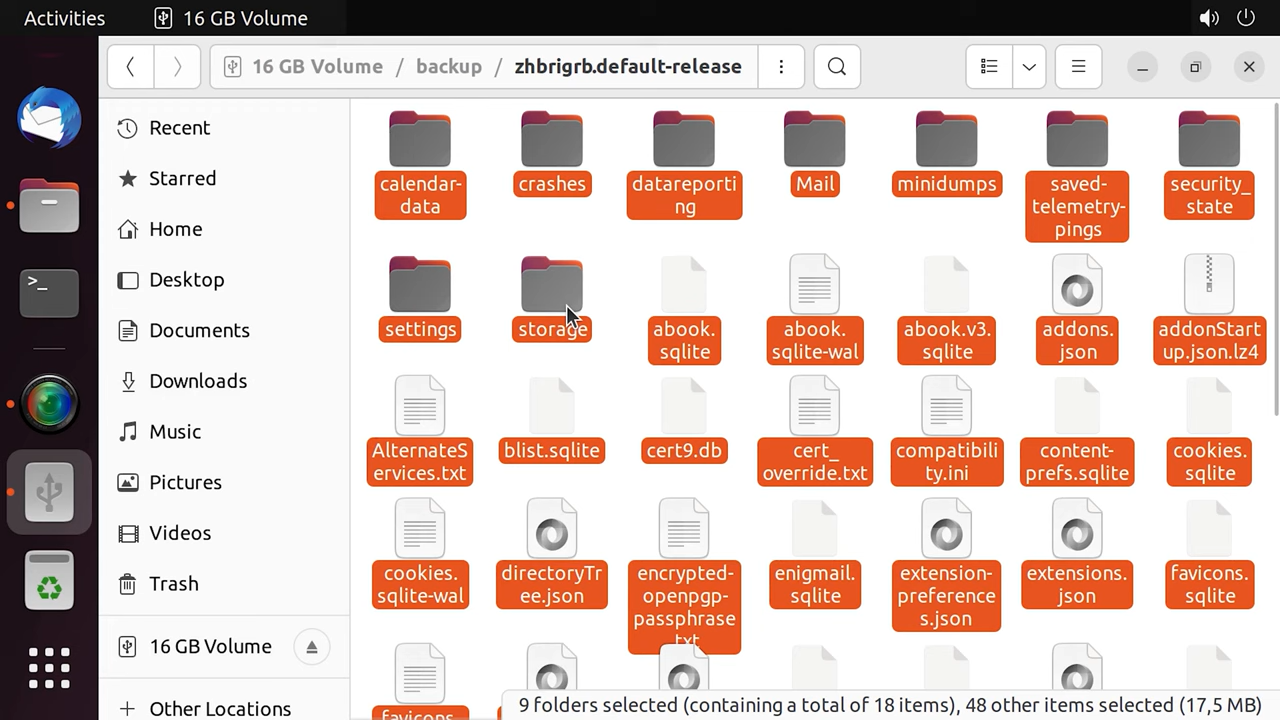 Activities
16 GB Volume
16 GB Volume / backup / zhbrigrb.default-release
Recent
Starred
Home
Desktop
Documents
Downloads
Music
Pictures
Videos
Trash
16 GB Volume
Other Locations
calendar-
data
crashes
datareporti
ng
Mail
minidumps
saved-
telemetry-
pings
security_
state
settings
storage
abook.
sqlite
abook.
sqlite-wal
abook.v3.
sqlite
addons.
json
addonStart
up.json.lz4
AlternateS
ervices.txt
blist.sqlite
cert9.db
cert_
override.txt
compatibili
ty.ini
content-
prefs.sqlite
cookies.
sqlite
cookies.
sqlite-wal
directoryTr
ee.json
encrypted-
openpgp-
passphrase
.txt
enigmail.
sqlite
extension-
preference
s.json
extensions.
json
favicons.
sqlite
favicons.
9 folders selected (containing a total of 18 items), 48 other items selected (17,5 MB)